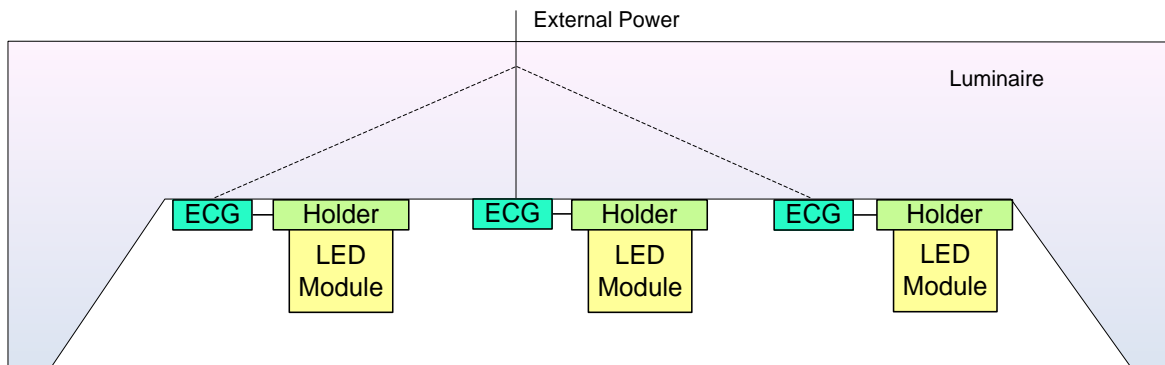 External Power
Luminaire
ECG
Holder
ECG
Holder
ECG
Holder
LED
Module
LED
Module
LED
Module